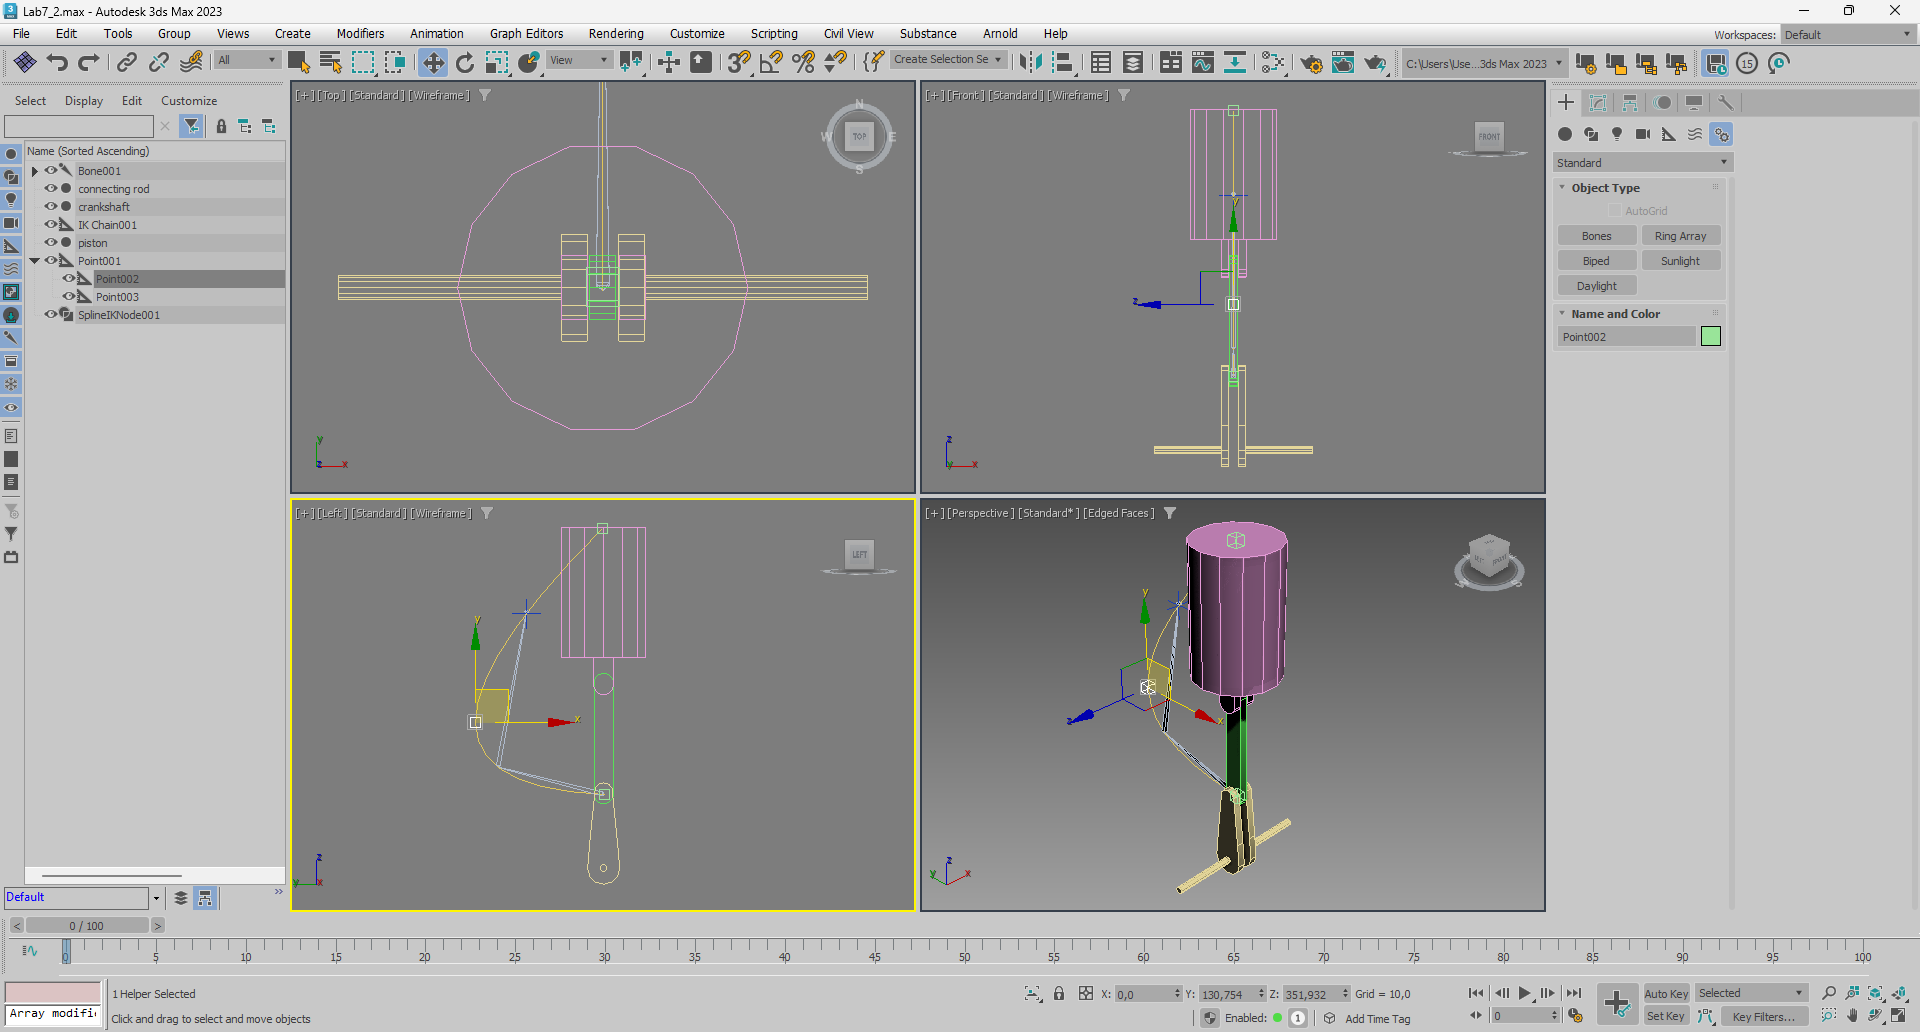 Lab7_2.max - Autodesk 3ds Max 2023
File Edit Tools Group Views Create Modifiers Animation Graph Editors Rendering Customize Scripting Civil View Substance Arnold Help
Workspaces: Default
All View Create Selection Se C:\Users\Use...3ds Max 2023 15
Select Display Edit Customize
Name (Sorted Ascending)
Bone001
connecting rod
crankshaft
IK Chain001
piston
Point001
Point002
Point003
SplineIKNode001
Default
[+] [Top ] [Standard ] [Wireframe ]
N
W TOP E
S
y
z x
[+] [Front ] [Standard ] [Wireframe ]
FRONT
y
z
z
y x
[+] [Left ] [Standard ] [Wireframe ]
LEFT
y
x
z
y x
[+] [Perspective ] [Standard* ] [Edged Faces ]
y
z x
z
y x
Standard
Object Type
AutoGrid
Bones Ring Array
Biped Sunlight
Daylight
Name and Color
Point002
< 0 / 100 >
0 5 10 15 20 25 30 35 40 45 50 55 60 65 70 75 80 85 90 95 100
1 Helper Selected
Array modifi
Click and drag to select and move objects
X: 0,0 Y: 130,754 Z: 351,932 Grid = 10,0
Enabled: 1 Add Time Tag
0
Auto Key Selected
Set Key Key Filters...